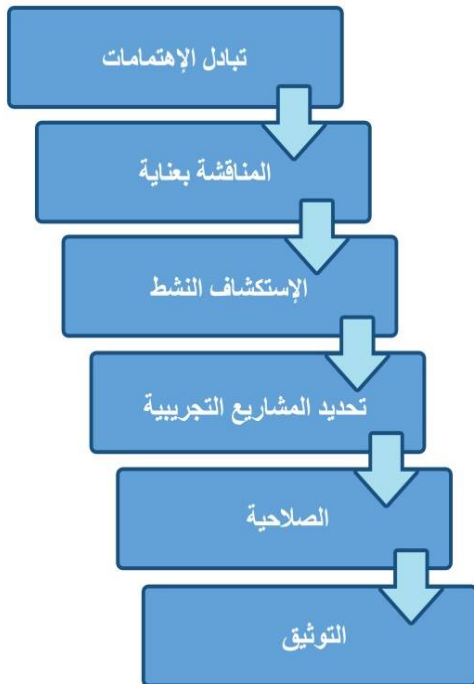 تبادل الإهتمامات
المناقشة بعناية
الإستكشاف النشط
تحديد المشاريع التجريبية
الصلاحية
التوثيق